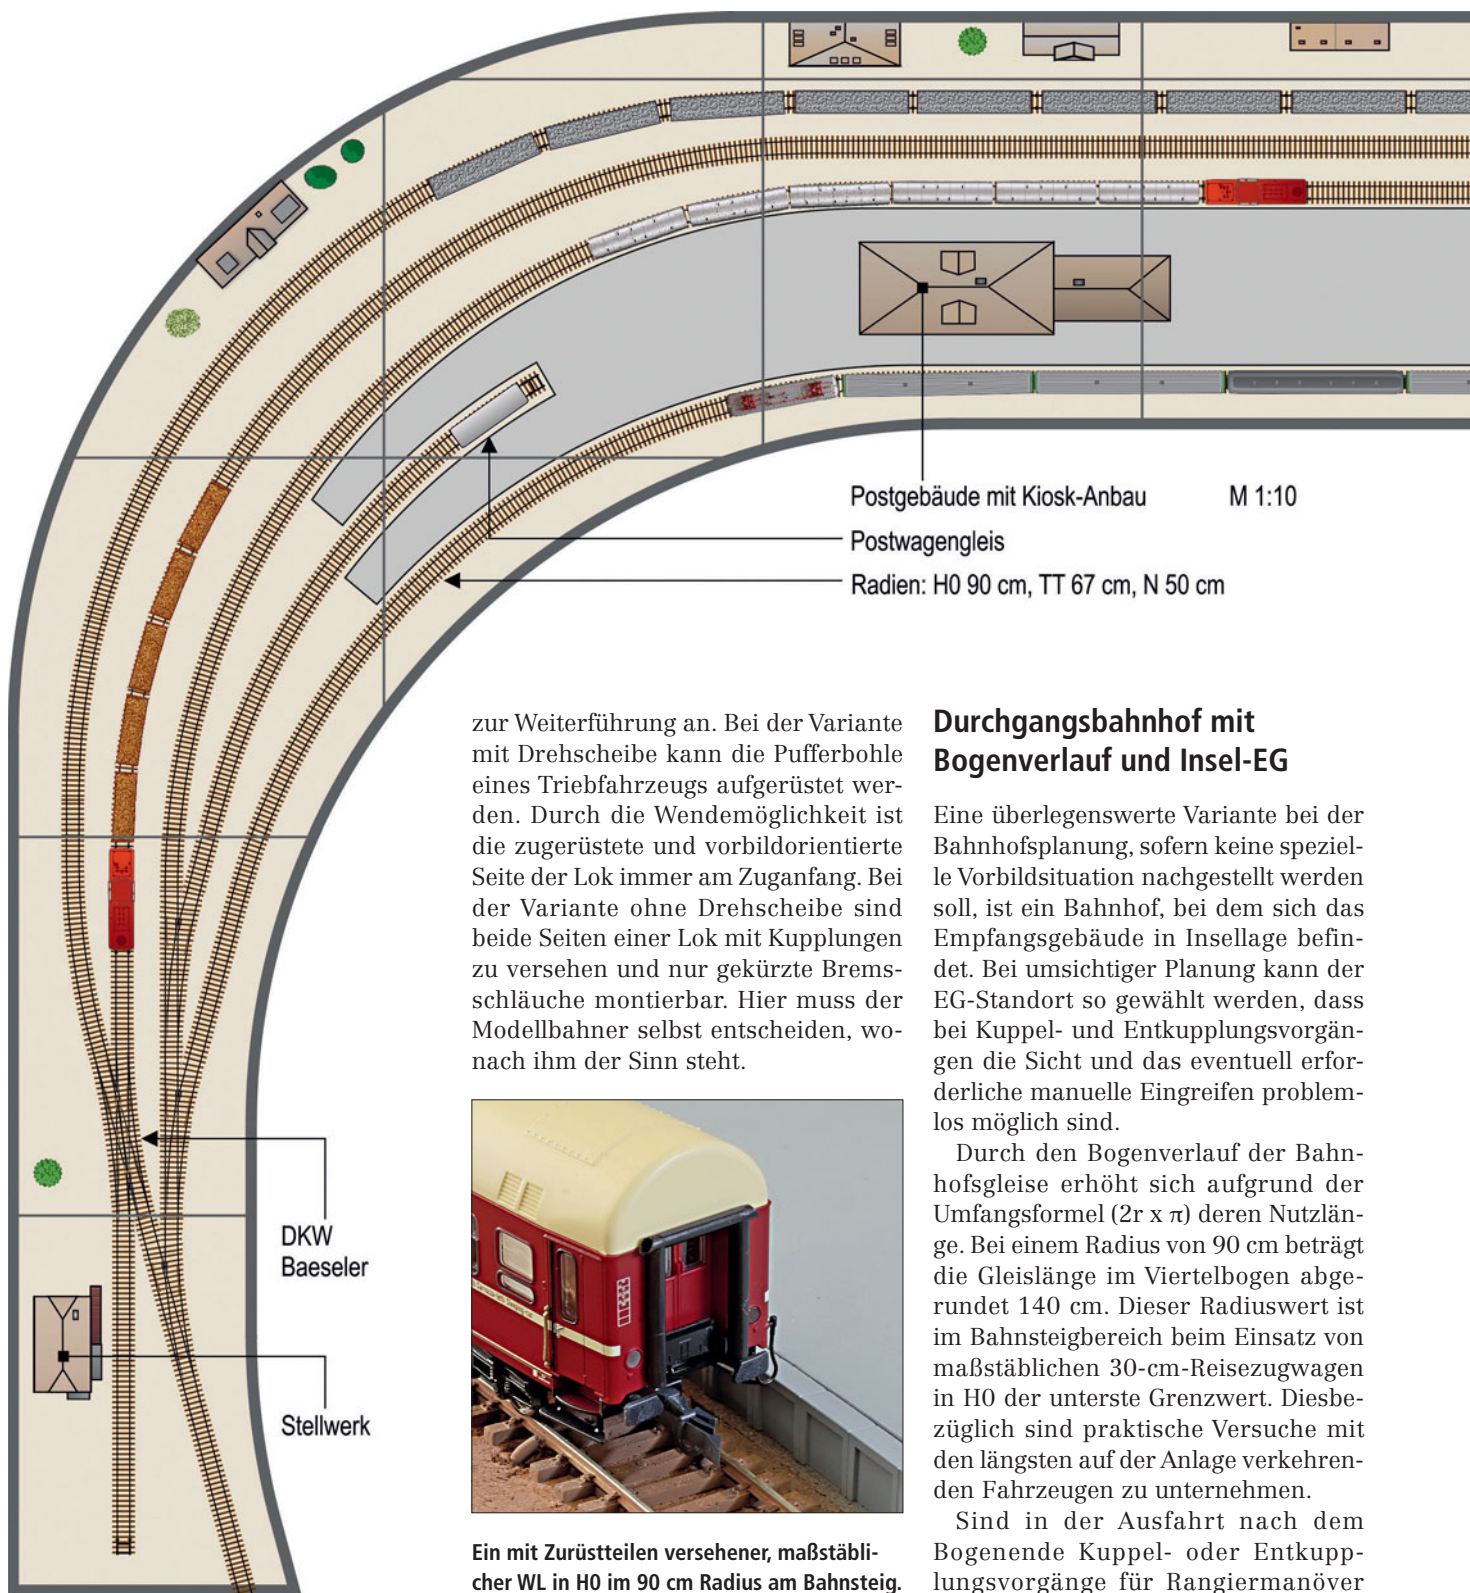 Postgebäude mit Kiosk-Anbau M 1:10
Postwagengleis
Radien: H0 90 cm, TT 67 cm, N 50 cm
DKW
Baeseler
Stellwerk
zur Weiterführung an. Bei der Variante
mit Drehscheibe kann die Pufferbohle
eines Triebfahrzeugs aufgerüstet wer-
den. Durch die Wendemöglichkeit ist
die zugerüstete und vorbildorientierte
Seite der Lok immer am Zuganfang. Bei
der Variante ohne Drehscheibe sind
beide Seiten einer Lok mit Kupplungen
zu versehen und nur gekürzte Brems-
schläuche montierbar. Hier muss der
Modellbahner selbst entscheiden, wo-
nach ihm der Sinn steht.
Ein mit Zurüstteilen versehener, maßstäbli-
cher WL in H0 im 90 cm Radius am Bahnsteig.
Durchgangsbahnhof mit
Bogenverlauf und Insel-EG
Eine überlegenswerte Variante bei der
Bahnhofsplanung, sofern keine speziel-
le Vorbildsituation nachgestellt werden
soll, ist ein Bahnhof, bei dem sich das
Empfangsgebäude in Insellage befin-
det. Bei umsichtiger Planung kann der
EG-Standort so gewählt werden, dass
bei Kuppel- und Entkupplungsvorgän-
gen die Sicht und das eventuell erfor-
derliche manuelle Eingreifen problem-
los möglich sind.
Durch den Bogenverlauf der Bahn-
hofsgleise erhöht sich aufgrund der
Umfangsformel (2r x π) deren Nutzlän-
ge. Bei einem Radius von 90 cm beträgt
die Gleislänge im Viertelbogen abge-
rundet 140 cm. Dieser Radiuswert ist
im Bahnsteigbereich beim Einsatz von
maßstäblichen 30-cm-Reisezugwagen
in H0 der unterste Grenzwert. Diesbe-
züglich sind praktische Versuche mit
den längsten auf der Anlage verkehren-
den Fahrzeugen zu unternehmen.
Sind in der Ausfahrt nach dem
Bogenende Kuppel- oder Entkupp-
lungsvorgänge für Rangiermanöver